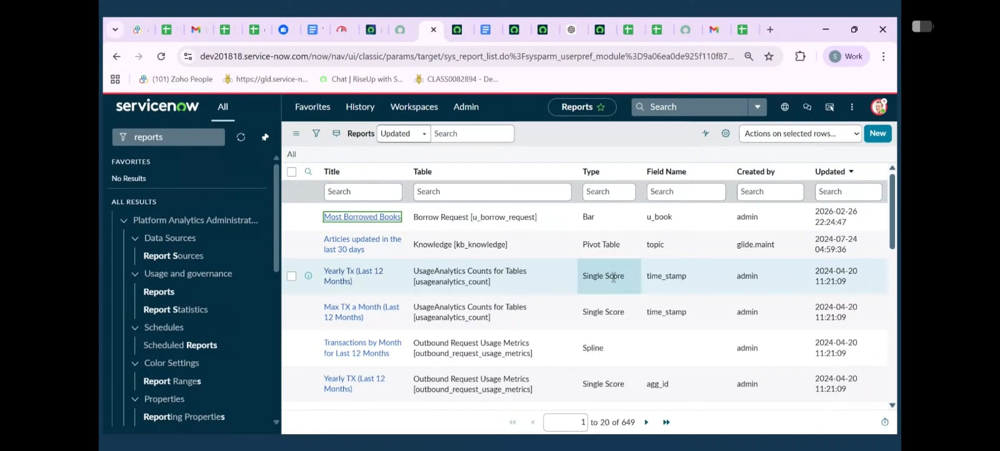 dev201818.service-now.com/now/nav/ui/classic/params/target/sys_report_list.do%3Fsysparm_userpref_module%3D9a06ea0de925f110f87...
S Work
(101) Zoho People
https://gld.service-n...
Chat | RiseUp with S...
CLASS0082894 - De...
servicenow
All
Favorites
History
Workspaces
Admin
Reports
Search
reports
FAVORITES
No Results
ALL RESULTS
Platform Analytics Administrat...
Data Sources
Report Sources
Usage and governance
Reports
Report Statistics
Schedules
Scheduled Reports
Color Settings
Report Ranges
Properties
Reporting Properties
Reports Updated Search
Actions on selected rows...
New
All
Title Table Type Field Name Created by Updated
Search Search Search Search Search Search
Most Borrowed Books Borrow Request [u_borrow_request] Bar u_book admin 2026-02-26
22:24:47
Articles updated in the Knowledge [kb_knowledge] Pivot Table topic glide.maint 2024-07-24
last 30 days 04:59:36
Yearly Tx (Last 12 UsageAnalytics Counts for Tables Single Score time_stamp admin 2024-04-20
Months) [usageanalytics_count] 11:21:09
Max TX a Month (Last UsageAnalytics Counts for Tables Single Score time_stamp admin 2024-04-20
12 Months) [usageanalytics_count] 11:21:09
Transactions by Month Outbound Request Usage Metrics Spline admin 2024-04-20
for Last 12 Months [outbound_request_usage_metrics] 11:21:09
Yearly TX (Last 12 Outbound Request Usage Metrics Single Score agg_id admin 2024-04-20
Months) [outbound_request_usage_metrics] 11:21:09
1 to 20 of 649